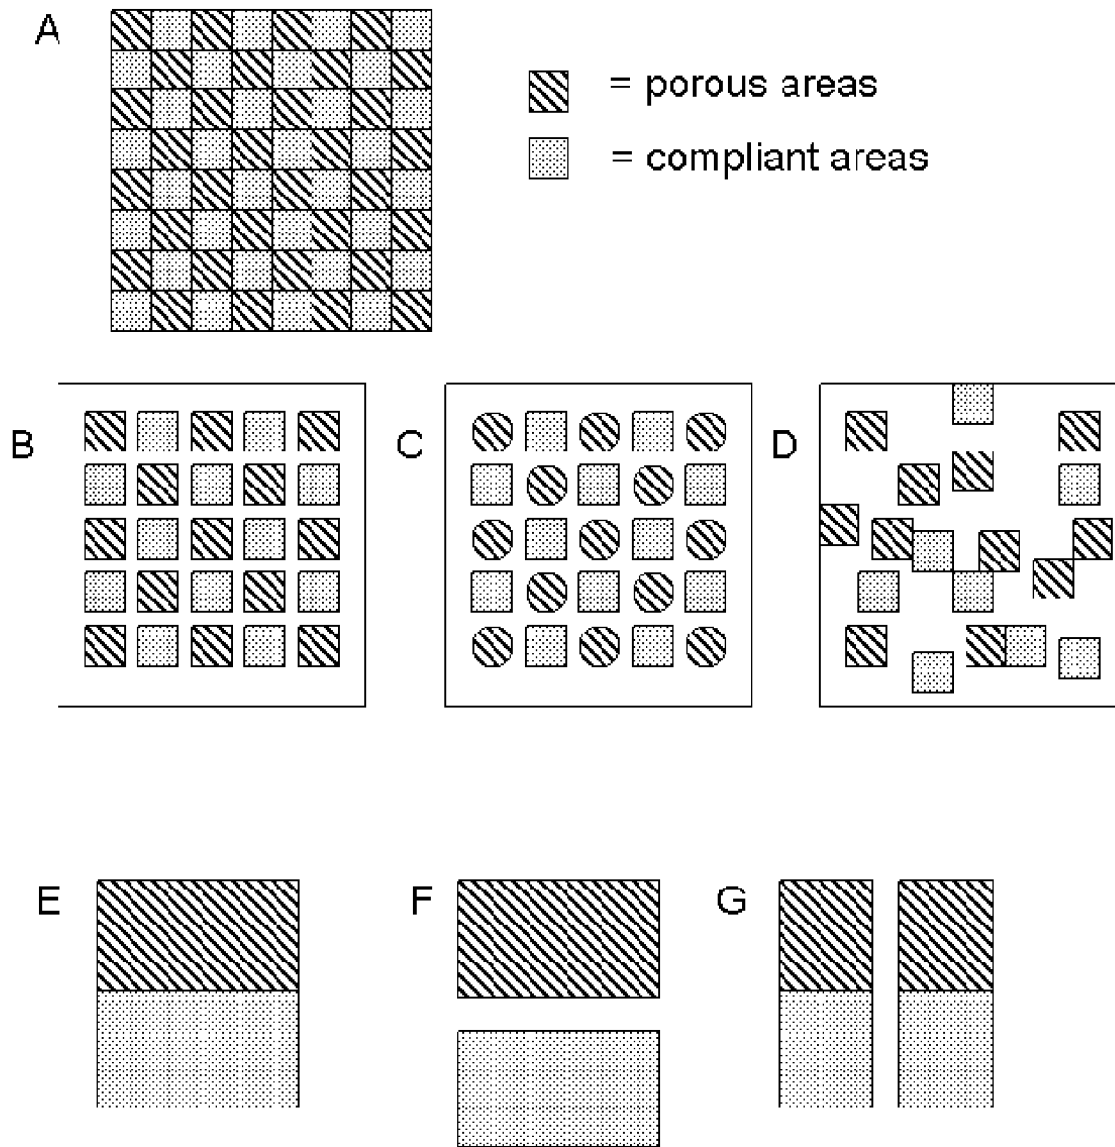 A
= porous areas
= compliant areas
B
C
D
E
F
G